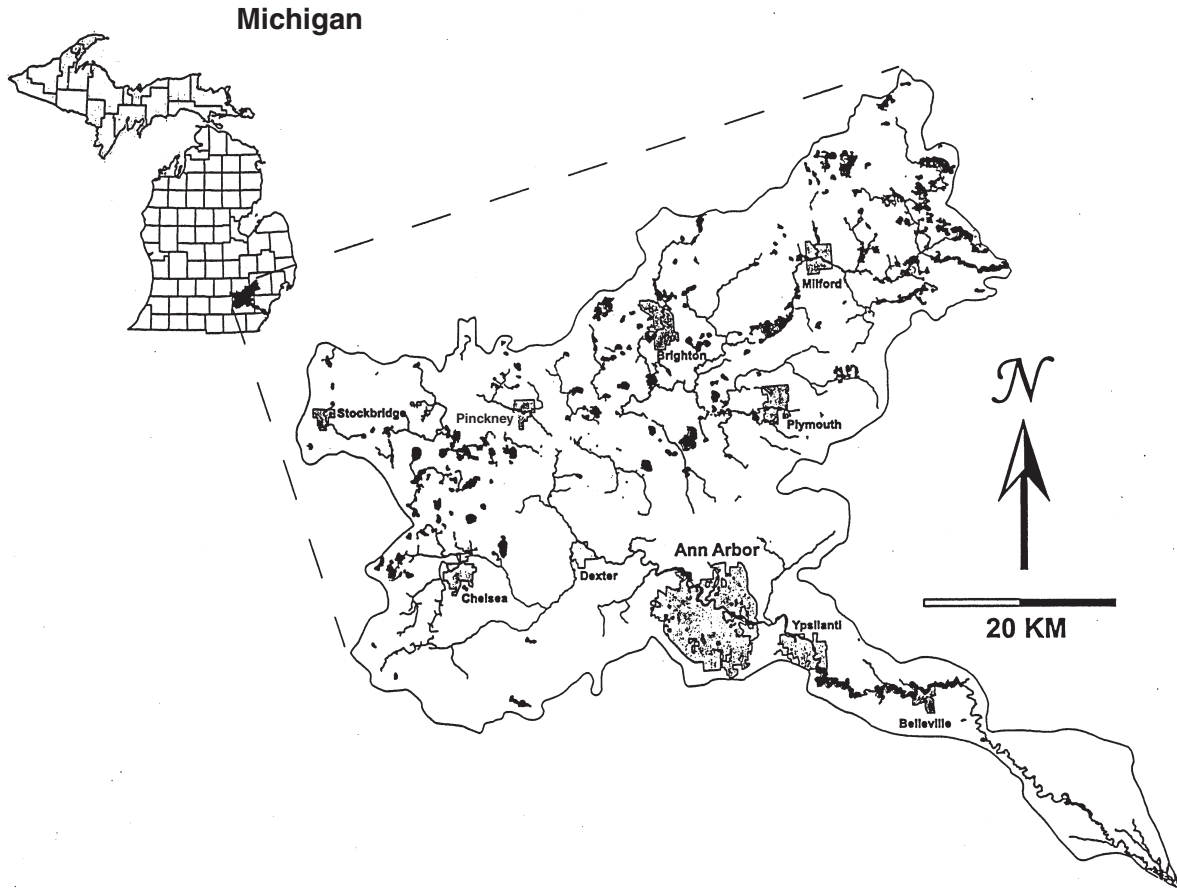 Michigan
Milford
Brighton
Stockbridge
Pinckney
Plymouth
N
Ann Arbor
Dexter
Chelsea
20 KM
Ypsilanti
Belleville